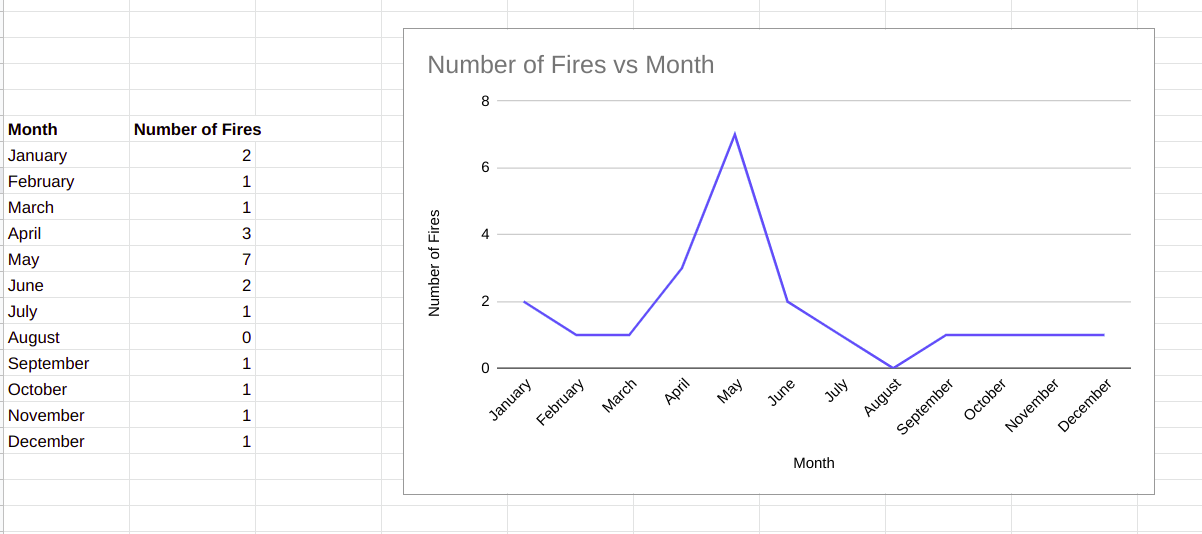 Month Number of Fires
January 2
February 1
March 1
April 3
May 7
June 2
July 1
August 0
September 1
October 1
November 1
December 1
Number of Fires vs Month
Number of Fires
8
6
4
2
0
January February March April May June July August September October November December
Month